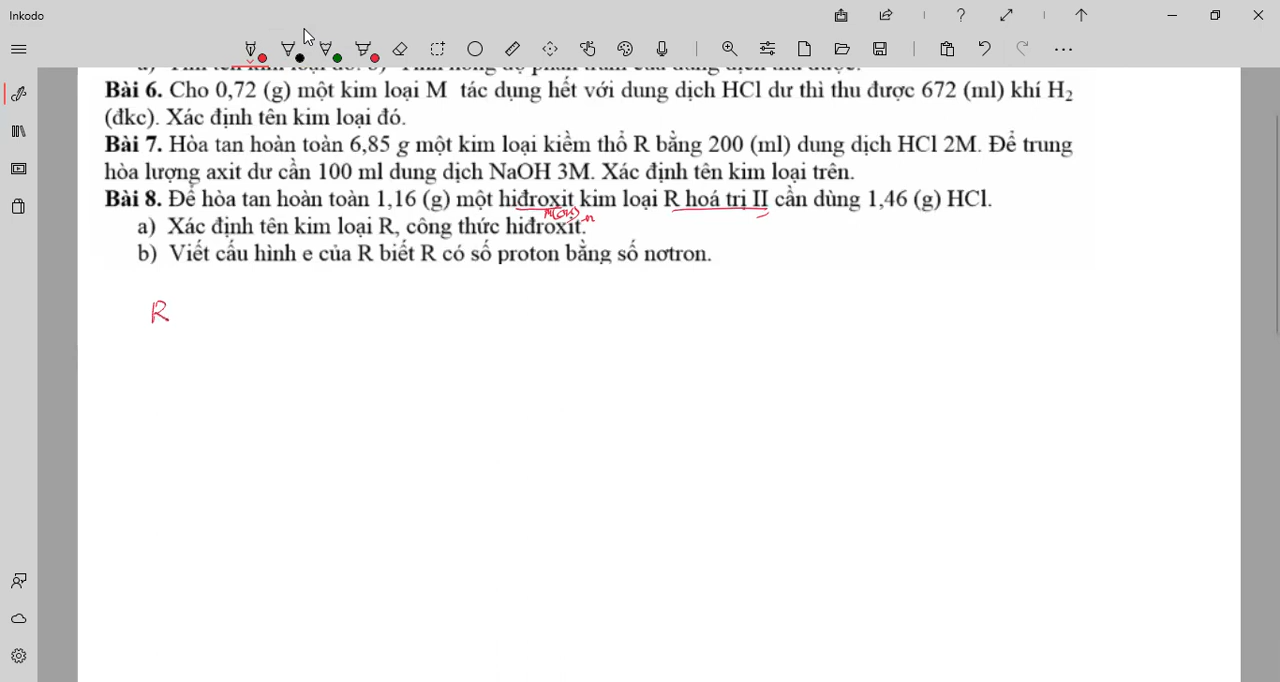 Inkodo
Bài 6. Cho 0,72 (g) một kim loại M tác dụng hết với dung dịch HCl dư thì thu được 672 (ml) khí H₂
(đkc). Xác định tên kim loại đó.
Bài 7. Hòa tan hoàn toàn 6,85 g một kim loại kiềm thổ R bằng 200 (ml) dung dịch HCl 2M. Để trung
hòa lượng axit dư cần 100 ml dung dịch NaOH 3M. Xác định tên kim loại trên.
Bài 8. Để hòa tan hoàn toàn 1,16 (g) một hiđroxit kim loại R hoá trị II cần dùng 1,46 (g) HCl.
a) Xác định tên kim loại R, công thức hiđroxit.
b) Viết cấu hình e của R biết R có số proton bằng số nơtron.
R